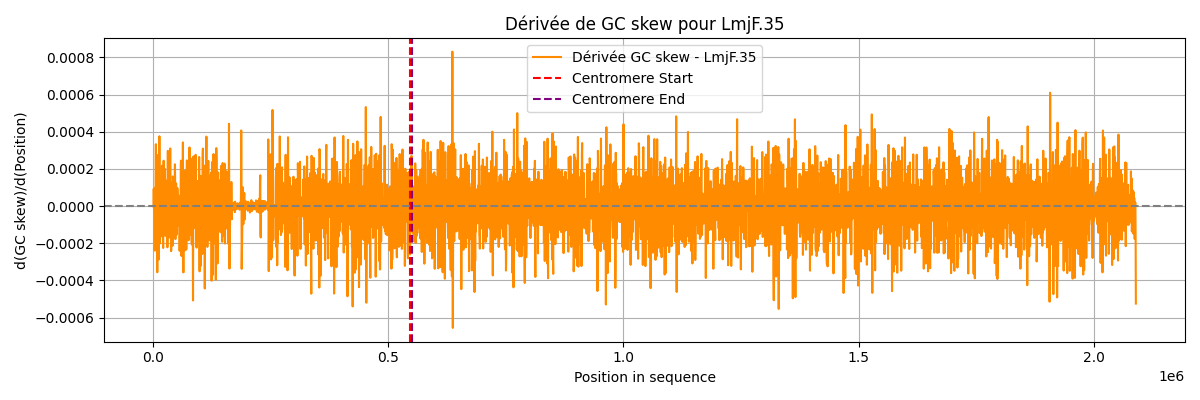 Dérivée de GC skew pour LmjF.35
Dérivée GC skew - LmjF.35
Centromere Start
Centromere End
d(GC skew)/d(Position)
0.0008
0.0006
0.0004
0.0002
0.0000
−0.0002
−0.0004
−0.0006
0.0
0.5
1.0
1.5
2.0
1e6
Position in sequence